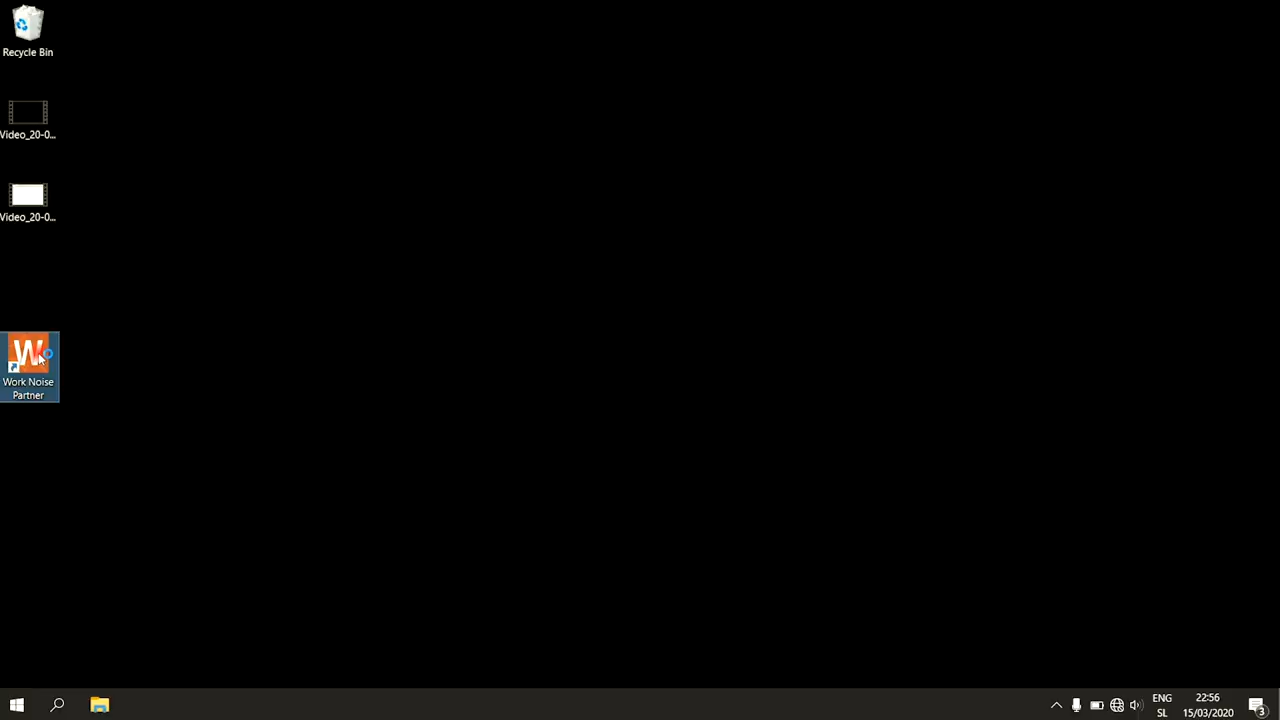 Recycle Bin
Video_20-0...
Video_20-0...
W
Work Noise
Partner
ENG
SL
22:56
15/03/2020
3